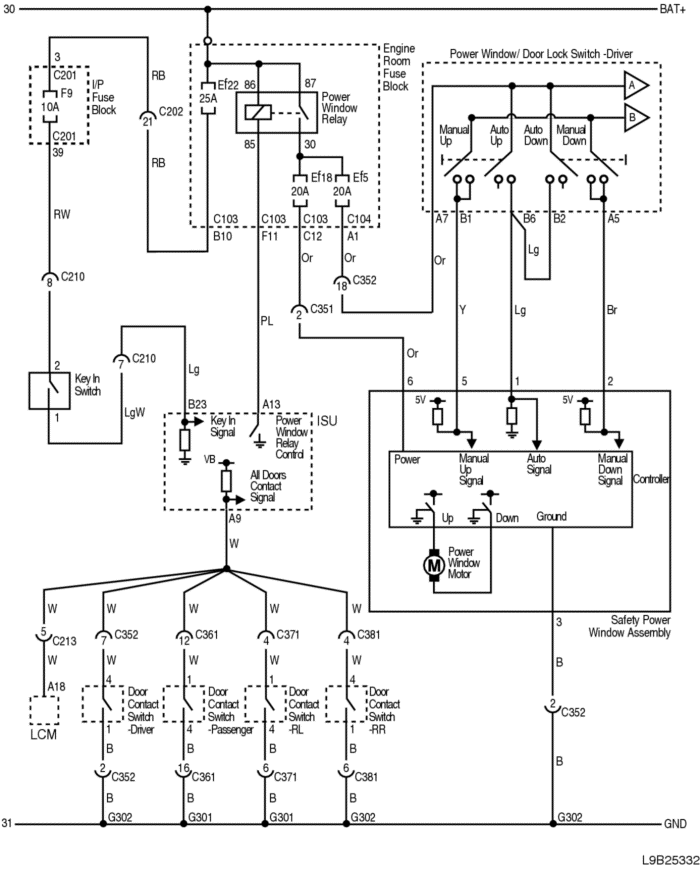 30 BAT+
3
C201
F9
10A
C201
39
I/P
Fuse
Block
RB
21 C202
RB
Engine
Room
Fuse
Block
Ef22
25A
86 87
Power
Window
Relay
85 30
Ef18 Ef5
20A 20A
C103 C103 C103 C104
B10 F11 C12 A1
Power Window/ Door Lock Switch -Driver
A
B
Manual
Up
Auto
Up
Auto
Down
Manual
Down
A7 B1 B6 B2 A5
Or Or Or Lg
RW
8 C210
18 C352
2 C351
PL
Y Lg Br
Or
7 C210
Lg
2
Key In
Switch
1
LgW
B23 A13
ISU
Key In
Signal
Power
Window
Relay
Control
VB
All Doors
Contact
Signal
A9
W
6 5 1 2
5V 5V
Power
Manual
Up
Signal
Auto
Signal
Manual
Down
Signal
Controller
Up Down Ground
M
Power
Window
Motor
Safety Power
Window Assembly
3
B
2
C352
B
W W W W W
5 C213
7 C352
12 C361
4 C371
4 C381
W W W W W
A18
LCM
4 1 1 4
Door
Contact
Switch
-Driver
Door
Contact
Switch
-Passenger
Door
Contact
Switch
-RL
Door
Contact
Switch
-RR
1 4 4 1
B B B B
2 C352
16 C361
6 C371
6 C381
B B B B
G302 G301 G301 G302 G302
31 GND
L9B25332